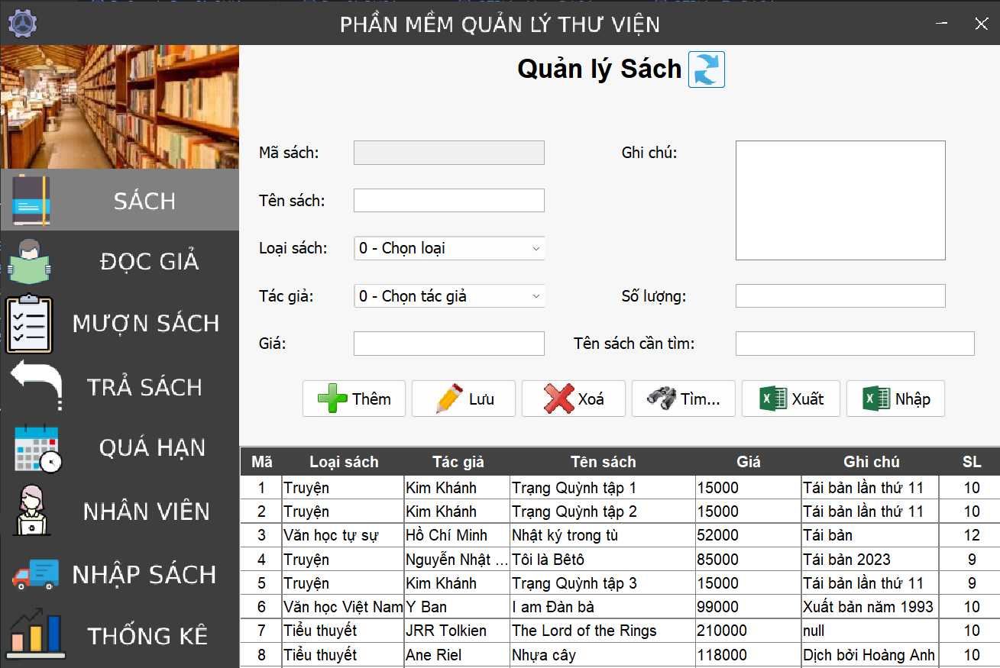 PHẦN MỀM QUẢN LÝ THƯ VIỆN
Quản lý Sách
SÁCH
ĐỌC GIẢ
MƯỢN SÁCH
TRẢ SÁCH
QUÁ HẠN
NHÂN VIÊN
NHẬP SÁCH
THỐNG KÊ
Mã sách:
Ghi chú:
Tên sách:
Loại sách: 0 - Chọn loại
Tác giả: 0 - Chọn tác giả
Số lượng:
Giá:
Tên sách cần tìm:
Thêm Lưu Xoá Tìm... Xuất Nhập
Mã Loại sách Tác giả Tên sách Giá Ghi chú SL
1 Truyện Kim Khánh Trạng Quỳnh tập 1 15000 Tái bản lần thứ 11 10
2 Truyện Kim Khánh Trạng Quỳnh tập 2 15000 Tái bản lần thứ 11 10
3 Văn học tự sự Hồ Chí Minh Nhật ký trong tù 52000 Tái bản 12
4 Truyện Nguyễn Nhật ... Tôi là Bêtô 85000 Tái bản 2023 9
5 Truyện Kim Khánh Trạng Quỳnh tập 3 15000 Tái bản lần thứ 11 9
6 Văn học Việt Nam Y Ban I am Đàn bà 99000 Xuất bản năm 1993 10
7 Tiểu thuyết JRR Tolkien The Lord of the Rings 210000 null 10
8 Tiểu thuyết Ane Riel Nhựa cây 118000 Dịch bởi Hoàng Anh 10